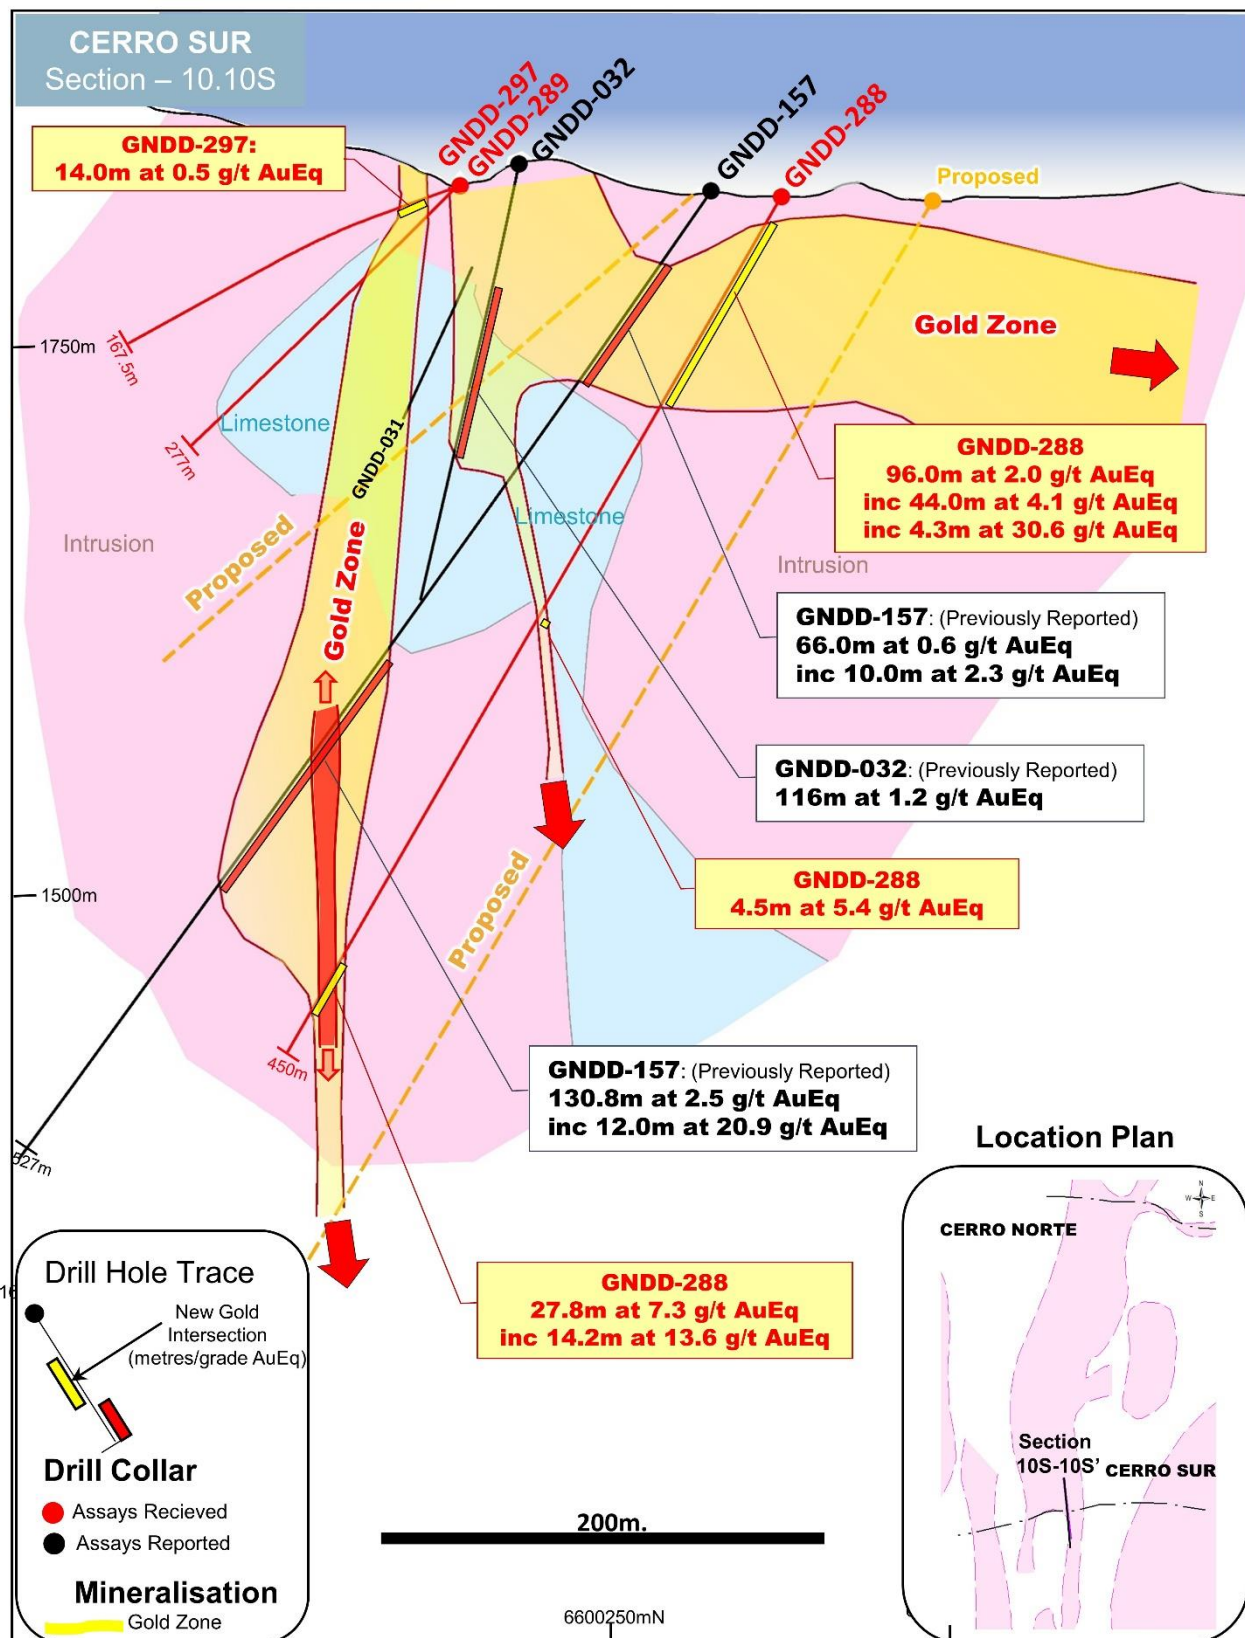 CERRO SUR
Section – 10.10S
GNDD-297
GNDD-289
GNDD-032
GNDD-157
GNDD-288
Proposed
GNDD-297:
14.0m at 0.5 g/t AuEq
1750m
167.5m
277m
Limestone
GNDD-031
Gold Zone
Gold Zone
Proposed
Limestone
Intrusion
Intrusion
GNDD-288
96.0m at 2.0 g/t AuEq
inc 44.0m at 4.1 g/t AuEq
inc 4.3m at 30.6 g/t AuEq
GNDD-157: (Previously Reported)
66.0m at 0.6 g/t AuEq
inc 10.0m at 2.3 g/t AuEq
GNDD-032: (Previously Reported)
116m at 1.2 g/t AuEq
GNDD-288
4.5m at 5.4 g/t AuEq
1500m
Proposed
450m
527m
GNDD-157: (Previously Reported)
130.8m at 2.5 g/t AuEq
inc 12.0m at 20.9 g/t AuEq
GNDD-288
27.8m at 7.3 g/t AuEq
inc 14.2m at 13.6 g/t AuEq
Location Plan
N
W E
S
CERRO NORTE
Section
10S-10S’
CERRO SUR
Drill Hole Trace
New Gold
Intersection
(metres/grade AuEq)
Drill Collar
Assays Recieved
Assays Reported
Mineralisation
Gold Zone
200m.
6600250mN